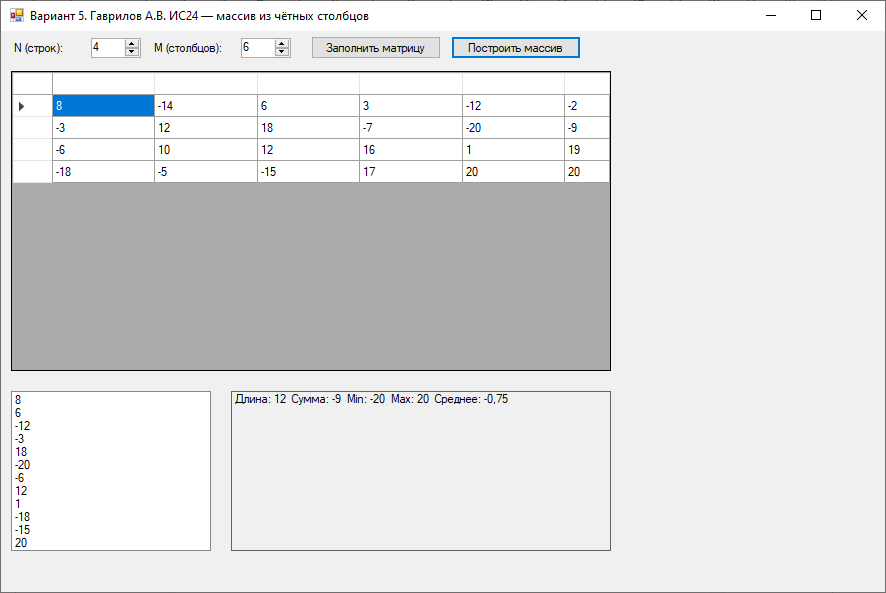 Вариант 5. Гаврилов А.В. ИС24 — массив из чётных столбцов
N (строк): 4 M (столбцов): 6 Заполнить матрицу Построить массив
8 -14 6 3 -12 -2
-3 12 18 -7 -20 -9
-6 10 12 16 1 19
-18 -5 -15 17 20 20
8
6
-12
-3
18
-20
-6
12
1
-18
-15
20
Длина: 12 Сумма: -9 Min: -20 Max: 20 Среднее: -0,75